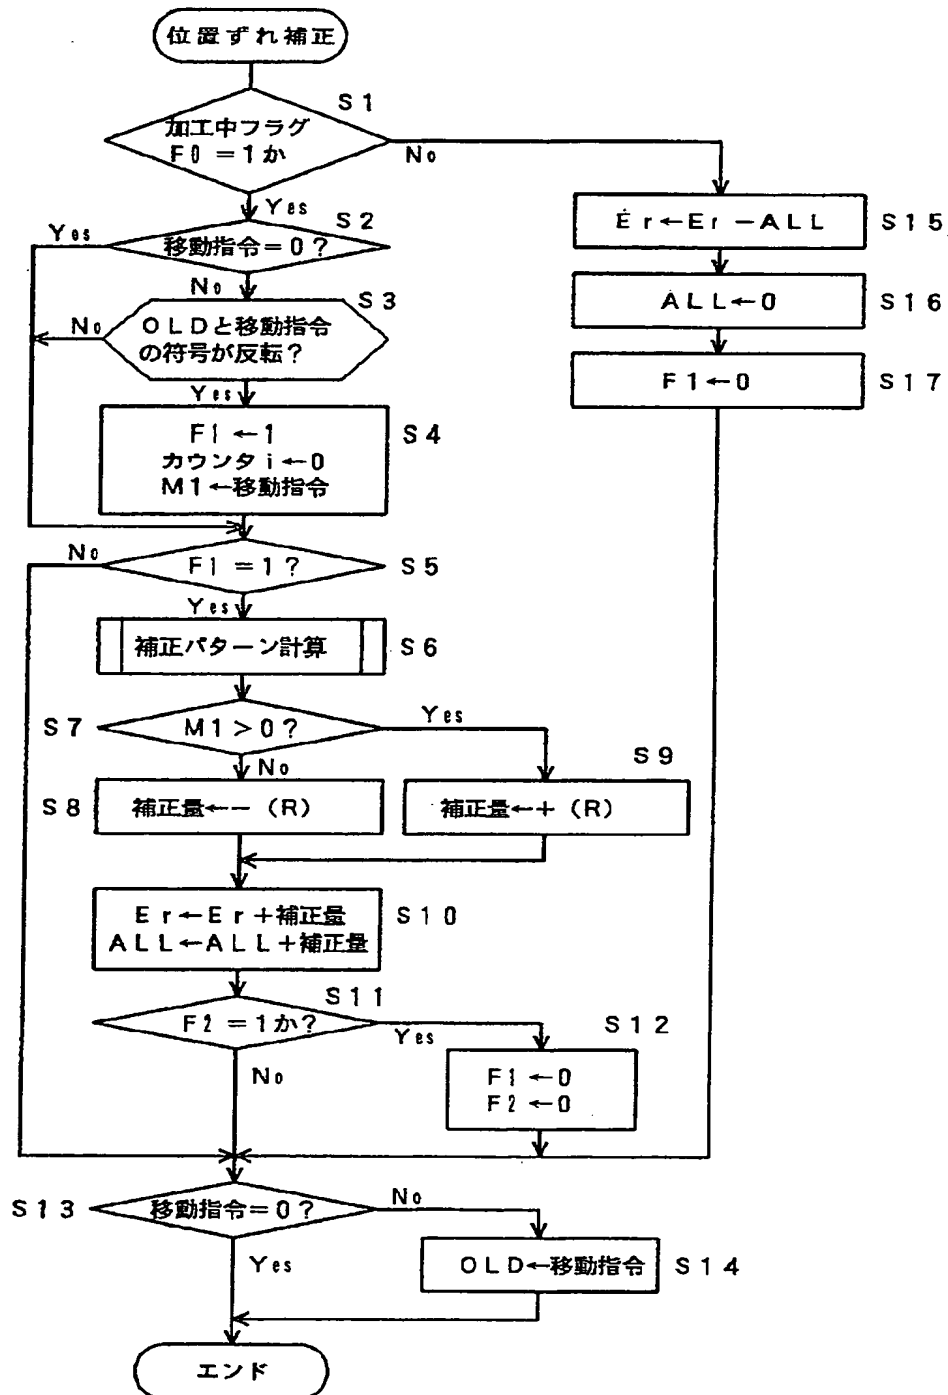 位置ずれ補正
S1
加工中フラグ
F0=1か
No
Yes
S2
Yes
移動指令=0?
No
S3
No
OLDと移動指令
の符号が反転?
Yes
F1←1
カウンタi←0
M1←移動指令
S4
No
F1=1?
S5
Yes
補正パターン計算
S6
S7
M1>0?
Yes
No
S8
補正量←-(R)
S9
補正量←+(R)
Er←Er+補正量
ALL←ALL+補正量
S10
S11
F2=1か?
Yes
No
S12
F1←0
F2←0
S13
移動指令=0?
No
Yes
OLD←移動指令
S14
エンド
Er←Er-ALL
S15
ALL←0
S16
F1←0
S17